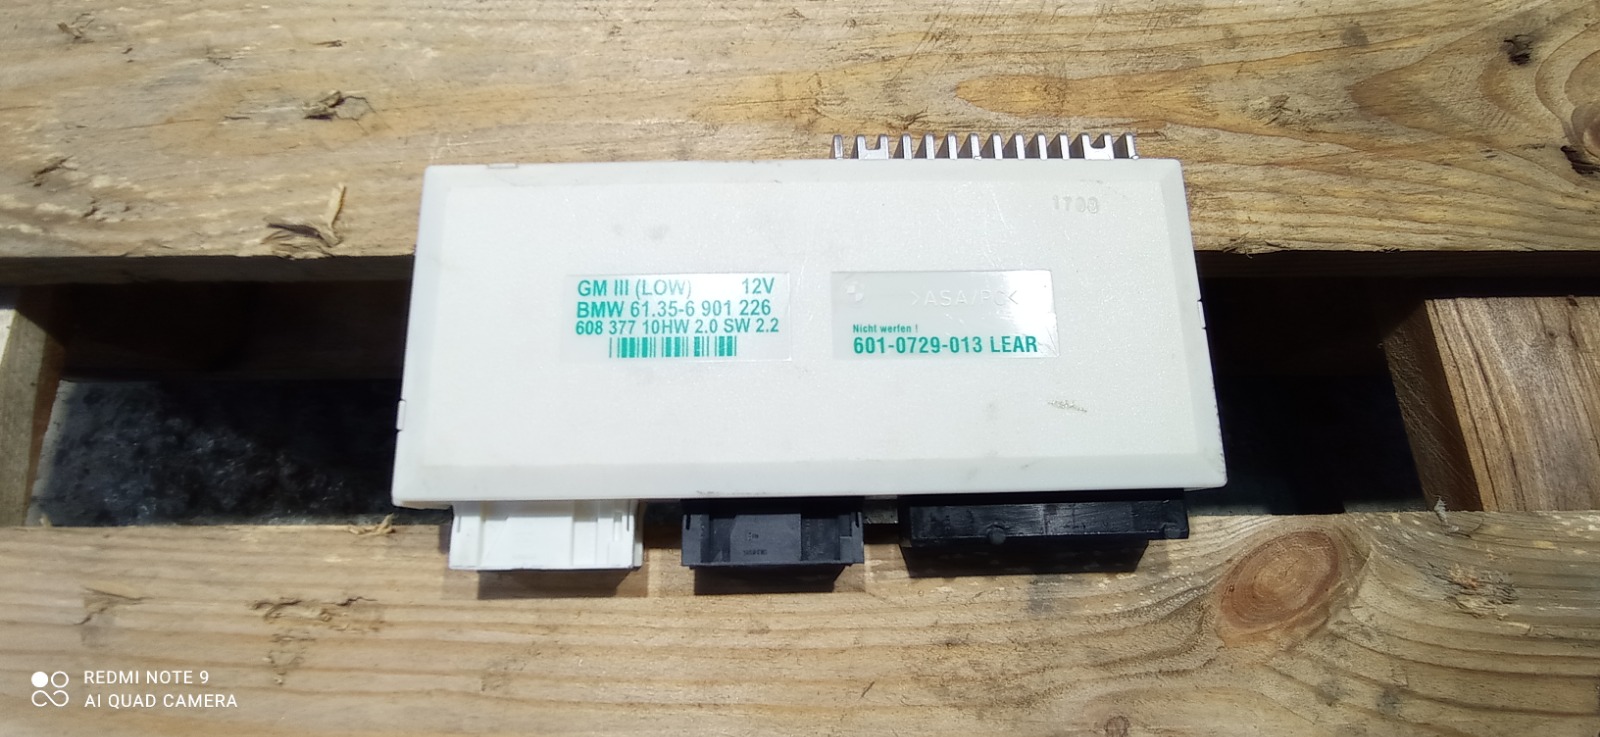 GM III (LOW) 12V
BMW 61.35-6 901 226
608 377 10HW 2.0 SW 2.2
>ASA/PC<
Nicht werfen !
601-0729-013 LEAR
REDMI NOTE 9
AI QUAD CAMERA